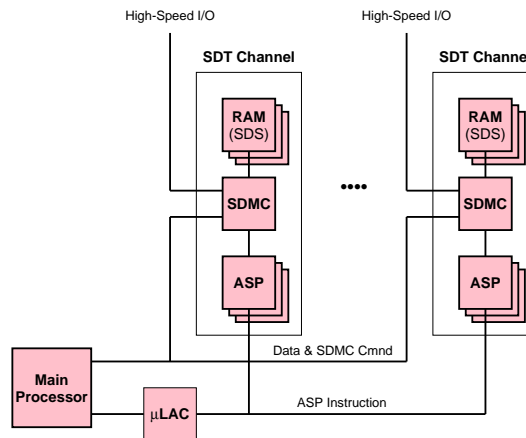 High-Speed I/O
High-Speed I/O
SDT Channel
SDT Channel
RAM
(SDS)
RAM
(SDS)
••••
SDMC
SDMC
ASP
ASP
Data & SDMC Cmnd
Main
Processor
µLAC
ASP Instruction